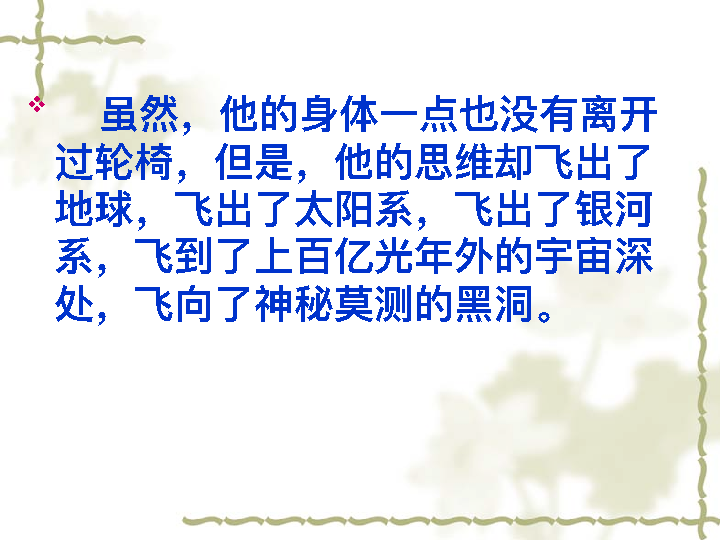 虽然，他的身体一点也没有离开
过轮椅，但是，他的思维却飞出了
地球，飞出了太阳系，飞出了银河
系，飞到了上百亿光年外的宇宙深
处，飞向了神秘莫测的黑洞。